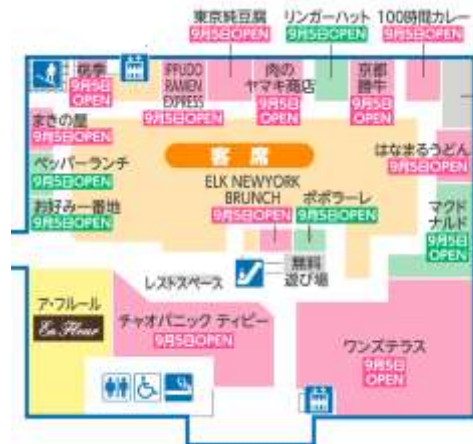 東京純豆腐
9月5日OPEN
リンガーハット
9月5日OPEN
100時間カレー
9月5日OPEN
桃季
9月5日
OPEN
IPPUDO
RAMEN
EXPRESS
9月5日OPEN
肉の
ヤマキ商店
9月5日
OPEN
京都
勝牛
9月5日
OPEN
まきの屋
9月5日OPEN
ペッパーランチ
9月5日OPEN
お好み一番地
9月5日OPEN
客席
はなまるうどん
9月5日OPEN
ELK NEWYORK
BRUNCH
9月5日OPEN
ポポラーレ
9月5日OPEN
マクド
ナルド
9月5日
OPEN
レストスペース
無料
遊び場
ア・フルール
En Fleur
チャオパニック ティピー
9月5日OPEN
ワンズテラス
9月5日
OPEN